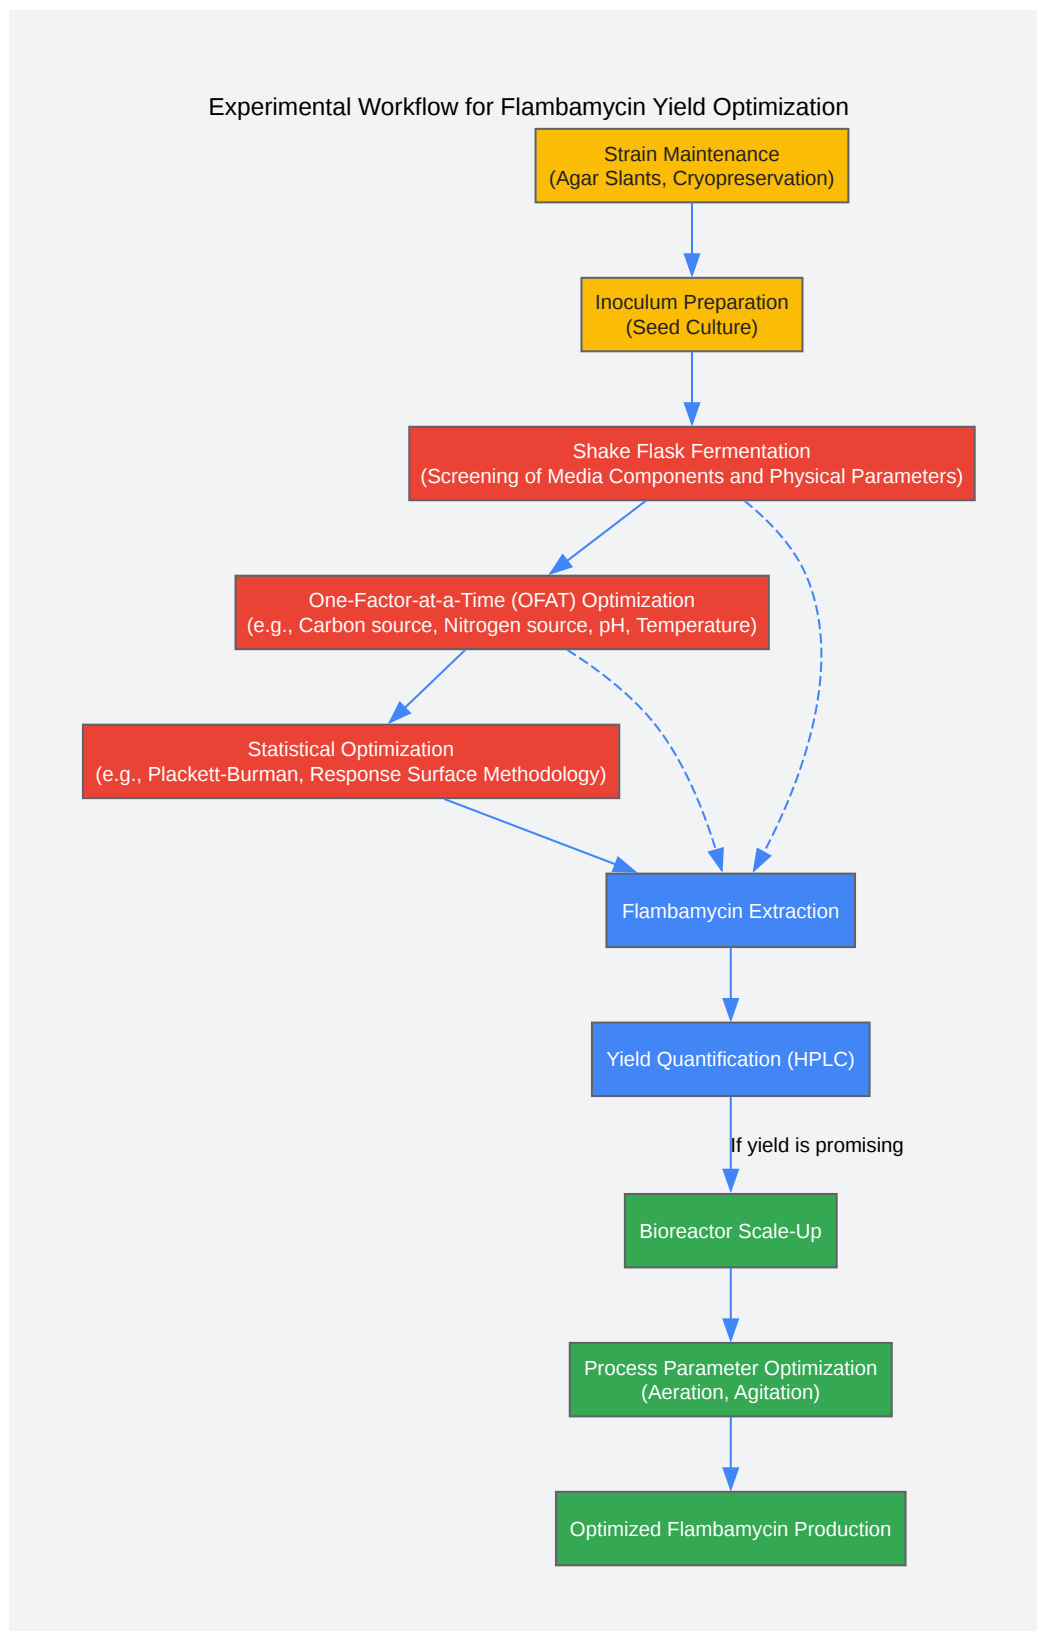 Experimental Workflow for Flambamycin Yield Optimization
Strain Maintenance
(Agar Slants, Cryopreservation)
Inoculum Preparation
(Seed Culture)
Shake Flask Fermentation
(Screening of Media Components and Physical Parameters)
One-Factor-at-a-Time (OFAT) Optimization
(e.g., Carbon source, Nitrogen source, pH, Temperature)
Statistical Optimization
(e.g., Plackett-Burman, Response Surface Methodology)
Flambamycin Extraction
Yield Quantification (HPLC)
If yield is promising
Bioreactor Scale-Up
Process Parameter Optimization
(Aeration, Agitation)
Optimized Flambamycin Production